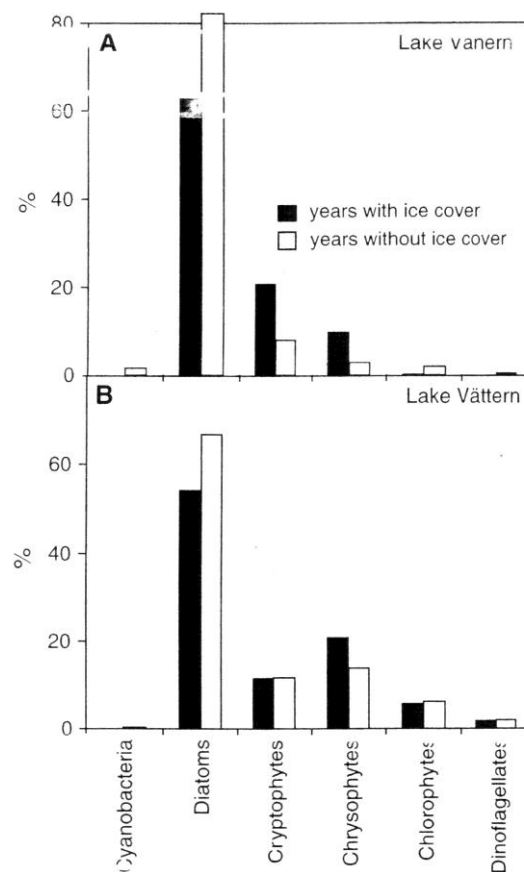 80
A
Lake Vanern
60
%
40
years with ice cover
years without ice cover
20
0
B
Lake Vättern
60
%
40
20
0
Cyanobacteria
Diatoms
Cryptophytes
Chrysophytes
Chlorophytes
Dinoflagellates